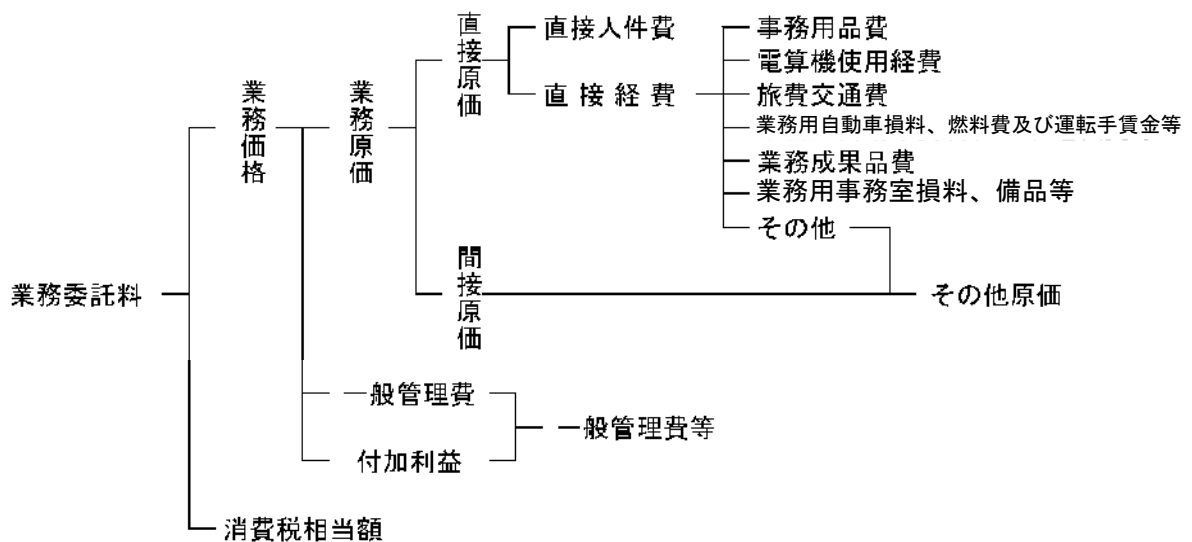 業務委託料
業務価格
業務原価
直接原価
直接人件費
直接経費
事務用品費
電算機使用経費
旅費交通費
業務用自動車損料、燃料費及び運転手賃金等
業務成果品費
業務用事務室損料、備品等
その他
間接原価
その他原価
一般管理費
付加利益
一般管理費等
消費税相当額